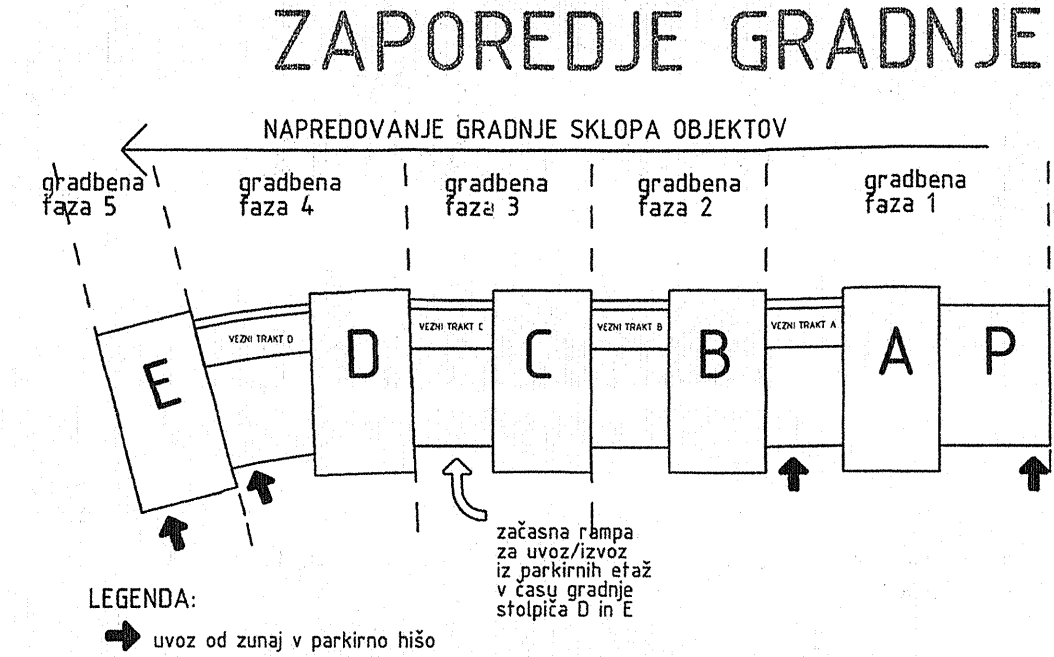 ZAPOREDJE GRADNJE
NAPREDOVANJE GRADNJE SKLOPA OBJEKTOV
gradbena
faza 5
gradbena
faza 4
gradbena
faza 3
gradbena
faza 2
gradbena
faza 1
E
VEZNI TRAKT D
D
VEZNI TRAKT C
C
VEZNI TRAKT B
B
VEZNI TRAKT A
A
P
začasna rampa
za uvoz/izvoz
iz parkirnih etaž
v času gradnje
stolpiča D in E
LEGENDA:
uvoz od zunaj v parkirno hišo